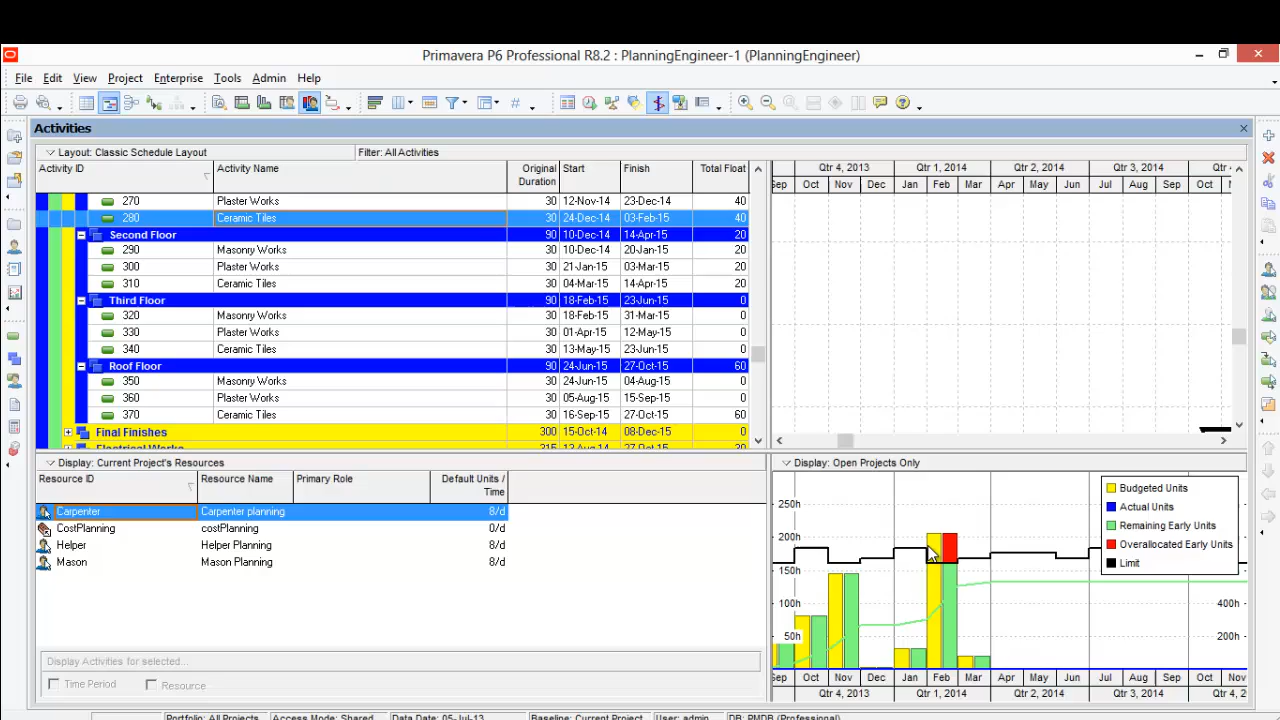 Primavera P6 Professional R8.2 : PlanningEngineer-1 (PlanningEngineer)
File Edit View Project Enterprise Tools Admin Help
Activities
Layout: Classic Schedule Layout Filter: All Activities
Activity ID Activity Name Original Duration Start Finish Total Float
270 Plaster Works 30 12-Nov-14 23-Dec-14 40
280 Ceramic Tiles 30 24-Dec-14 03-Feb-15 40
Second Floor 90 10-Dec-14 14-Apr-15 20
290 Masonry Works 30 10-Dec-14 20-Jan-15 20
300 Plaster Works 30 21-Jan-15 03-Mar-15 20
310 Ceramic Tiles 30 04-Mar-15 14-Apr-15 20
Third Floor 90 18-Feb-15 23-Jun-15 0
320 Masonry Works 30 18-Feb-15 31-Mar-15 0
330 Plaster Works 30 01-Apr-15 12-May-15 0
340 Ceramic Tiles 30 13-May-15 23-Jun-15 0
Roof Floor 90 24-Jun-15 27-Oct-15 60
350 Masonry Works 30 24-Jun-15 04-Aug-15 0
360 Plaster Works 30 05-Aug-15 15-Sep-15 0
370 Ceramic Tiles 30 16-Sep-15 27-Oct-15 60
Final Finishes 300 15-Oct-14 08-Dec-15 0
Qtr 4, 2013 Qtr 1, 2014 Qtr 2, 2014 Qtr 3, 2014 Qtr
Sep Oct Nov Dec Jan Feb Mar Apr May Jun Jul Aug Sep Oct
Display: Current Project's Resources
Resource ID Resource Name Primary Role Default Units / Time
Carpenter Carpenter planning 8/d
CostPlanning costPlanning 0/d
Helper Helper Planning 8/d
Mason Mason Planning 8/d
Display Activities for selected...
Time Period Resource
Display: Open Projects Only
Budgeted Units
Actual Units
Remaining Early Units
Overallocated Early Units
Limit
250h
200h
150h
100h 400h
50h 200h
Sep Oct Nov Dec Jan Feb Mar Apr May Jun Jul Aug Sep Oct Nov
Qtr 4, 2013 Qtr 1, 2014 Qtr 2, 2014 Qtr 3, 2014 Qtr 4, 2
Portfolio: All Projects Access Mode: Shared Data Date: 05-Jul-13 Baseline: Current Project User: admin DB: PMDB (Professional)